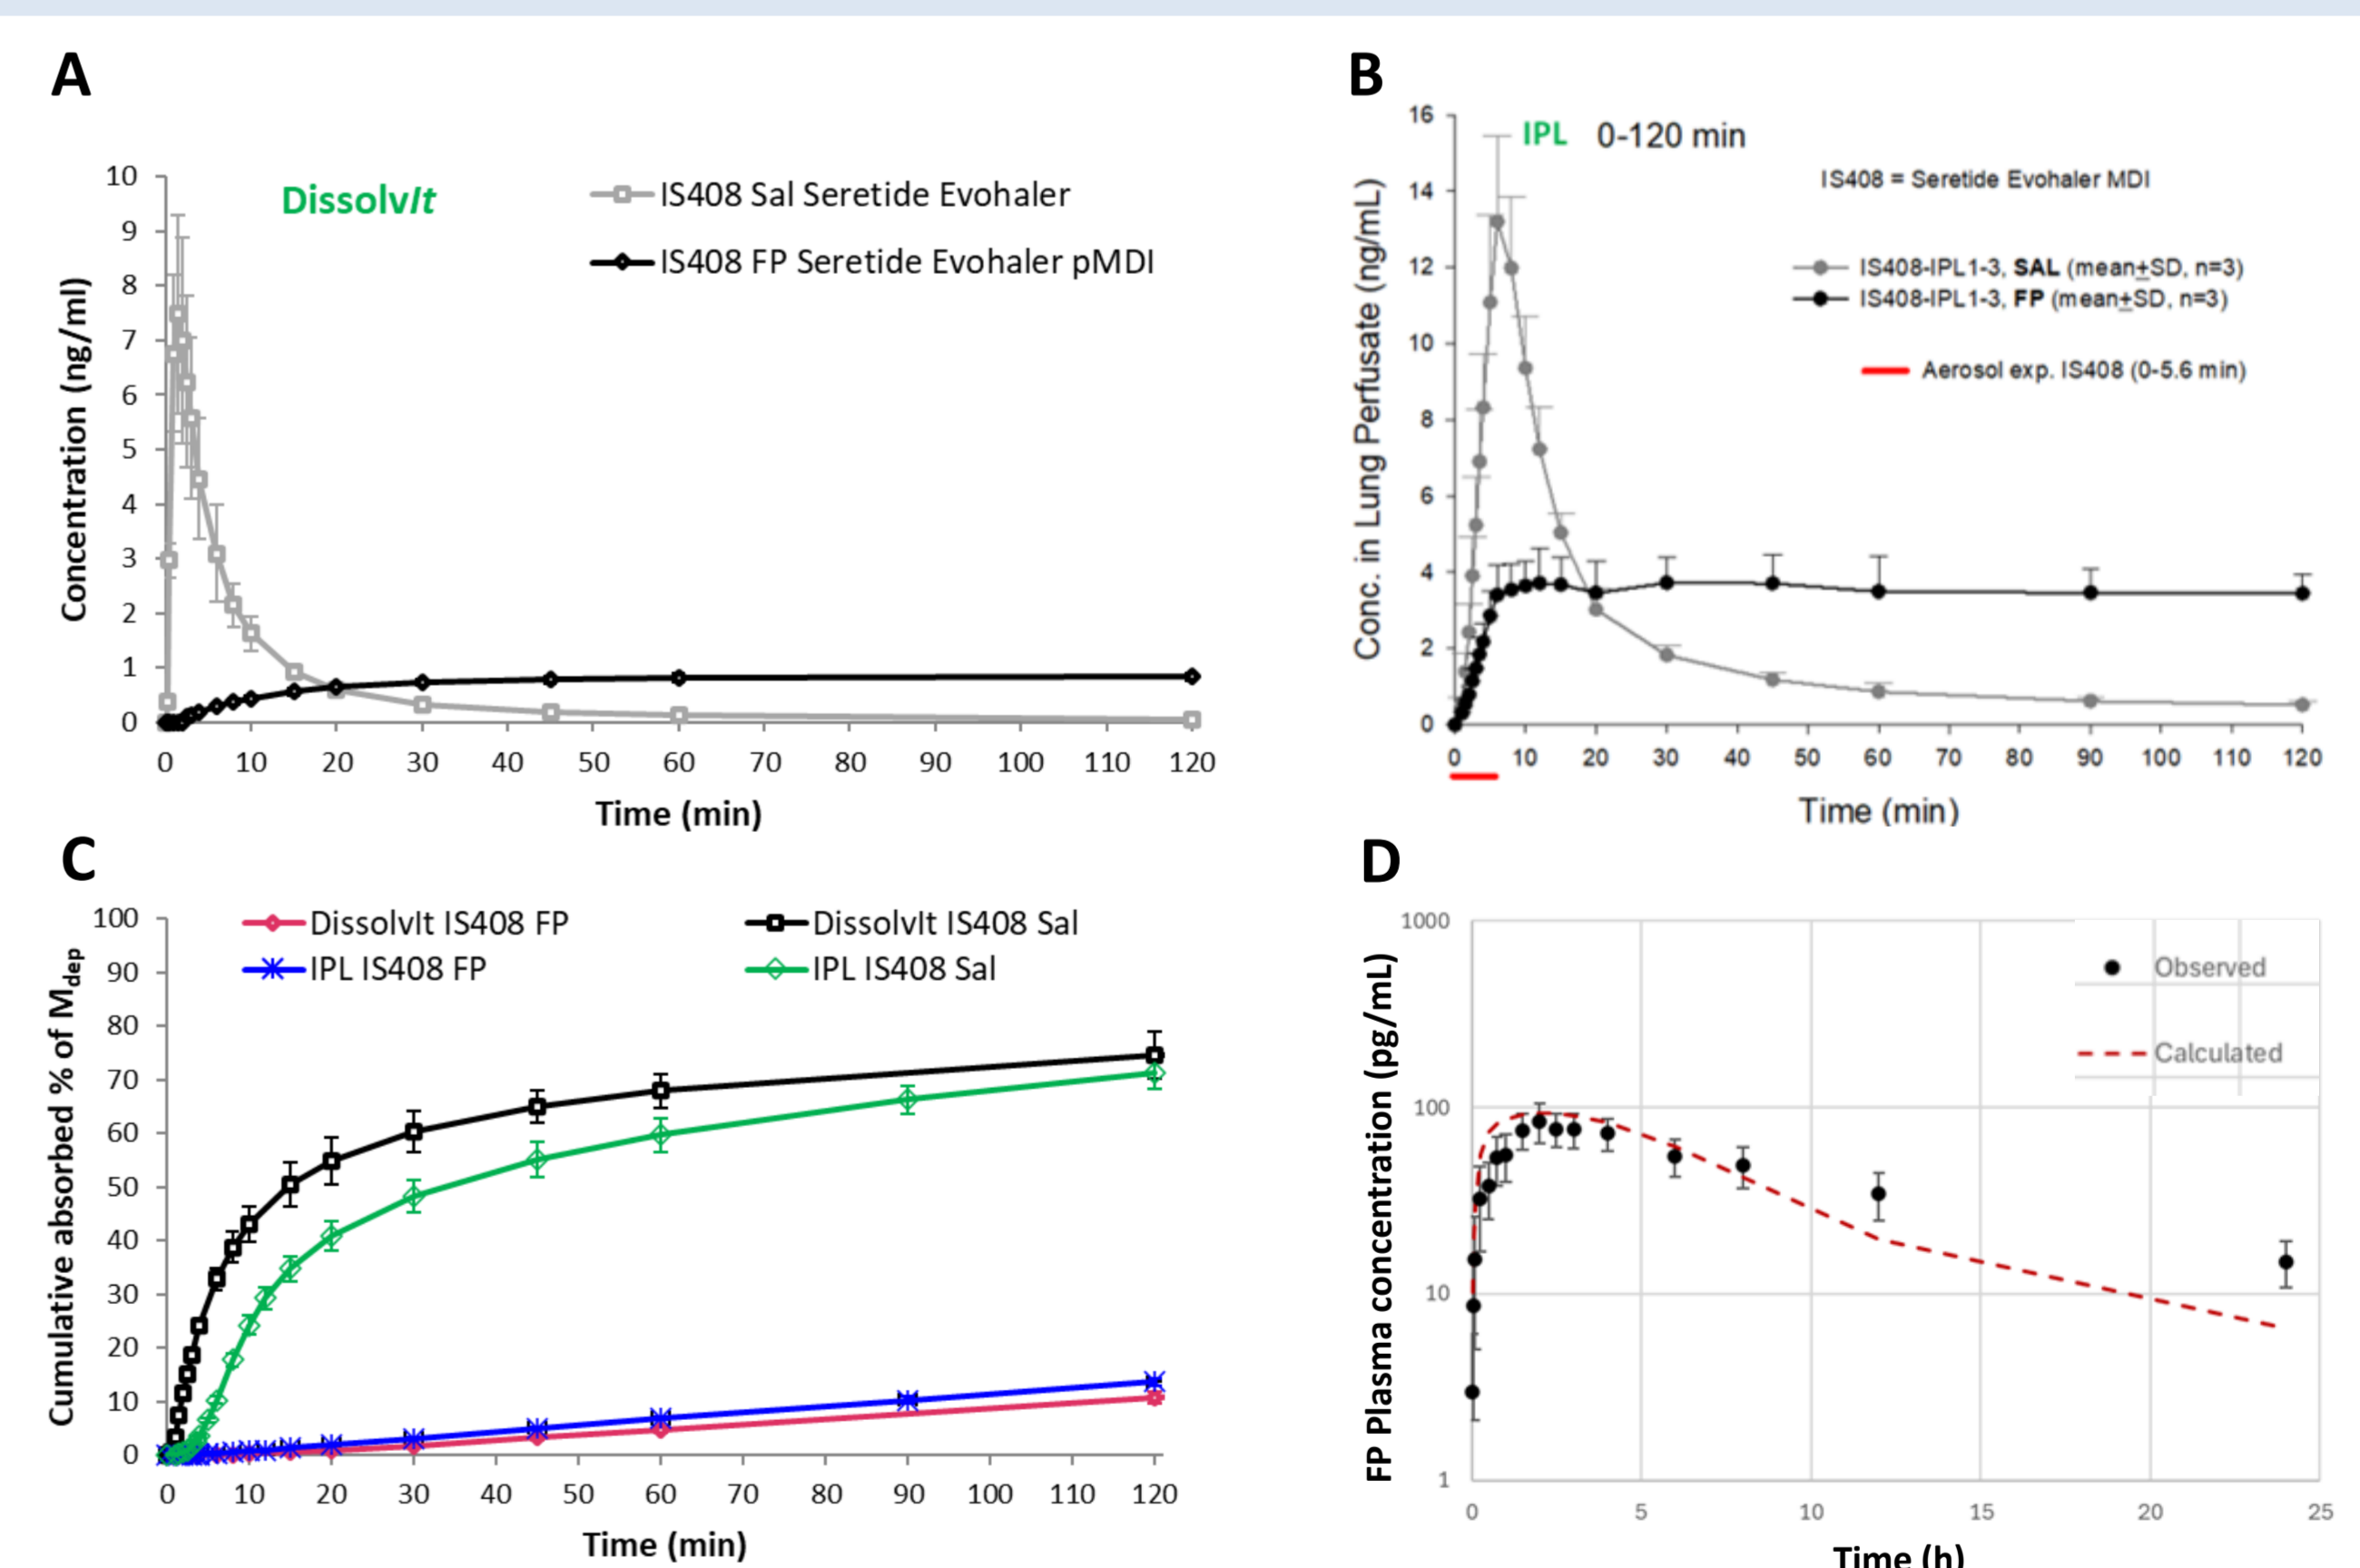 A
DissolvIt
IS408 Sal Seretide Evohaler
IS408 FP Seretide Evohaler pMDI
Concentration (ng/ml)
10
9
8
7
6
5
4
3
2
1
0
0 10 20 30 40 50 60 70 80 90 100 110 120
Time (min)
B
IPL 0-120 min
IS408 = Seretide Evohaler MDI
IS408-IPL1-3, SAL (mean±SD, n=3)
IS408-IPL1-3, FP (mean±SD, n=3)
Aerosol exp. IS408 (0-5.6 min)
Conc. in Lung Perfusate (ng/mL)
16
14
12
10
8
6
4
2
0
0 10 20 30 40 50 60 70 80 90 100 110 120
Time (min)
C
DissolvIt IS408 FP
DissolvIt IS408 Sal
IPL IS408 FP
IPL IS408 Sal
Cumulative absorbed % of Mdep
100
90
80
70
60
50
40
30
20
10
0
0 10 20 30 40 50 60 70 80 90 100 110 120
Time (min)
D
Observed
Calculated
FP Plasma concentration (pg/mL)
1000
100
10
1
0 5 10 15 20 25
Time (h)